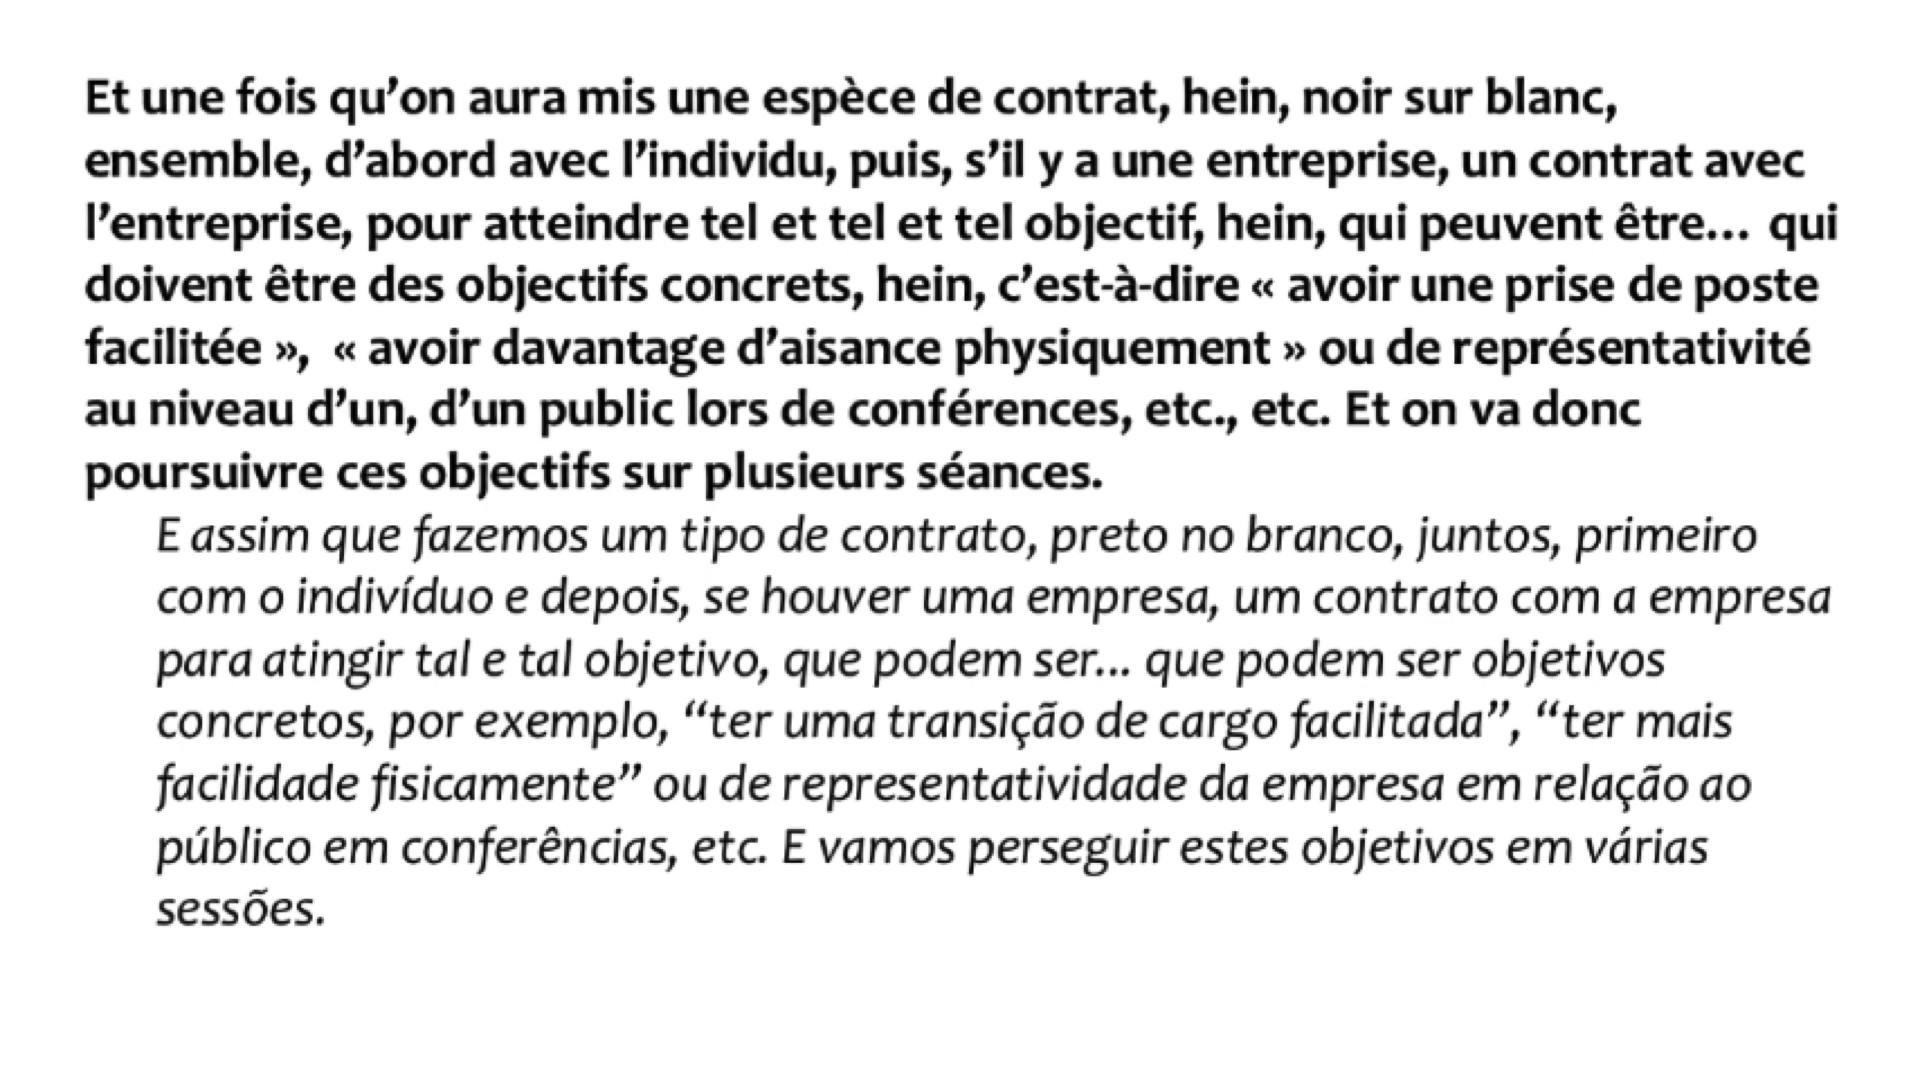 Et une fois qu’on aura mis une espèce de contrat, hein, noir sur blanc,
ensemble, d’abord avec l’individu, puis, s’il y a une entreprise, un contrat avec
l’entreprise, pour atteindre tel et tel et tel objectif, hein, qui peuvent être… qui
doivent être des objectifs concrets, hein, c’est-à-dire « avoir une prise de poste
facilitée », « avoir davantage d’aisance physiquement » ou de représentativité
au niveau d’un, d’un public lors de conférences, etc., etc. Et on va donc
poursuivre ces objectifs sur plusieurs séances.
E assim que fazemos um tipo de contrato, preto no branco, juntos, primeiro
com o indivíduo e depois, se houver uma empresa, um contrato com a empresa
para atingir tal e tal objetivo, que podem ser... que podem ser objetivos
concretos, por exemplo, “ter uma transição de cargo facilitada”, “ter mais
facilidade fisicamente” ou de representatividade da empresa em relação ao
público em conferências, etc. E vamos perseguir estes objetivos em várias
sessões.